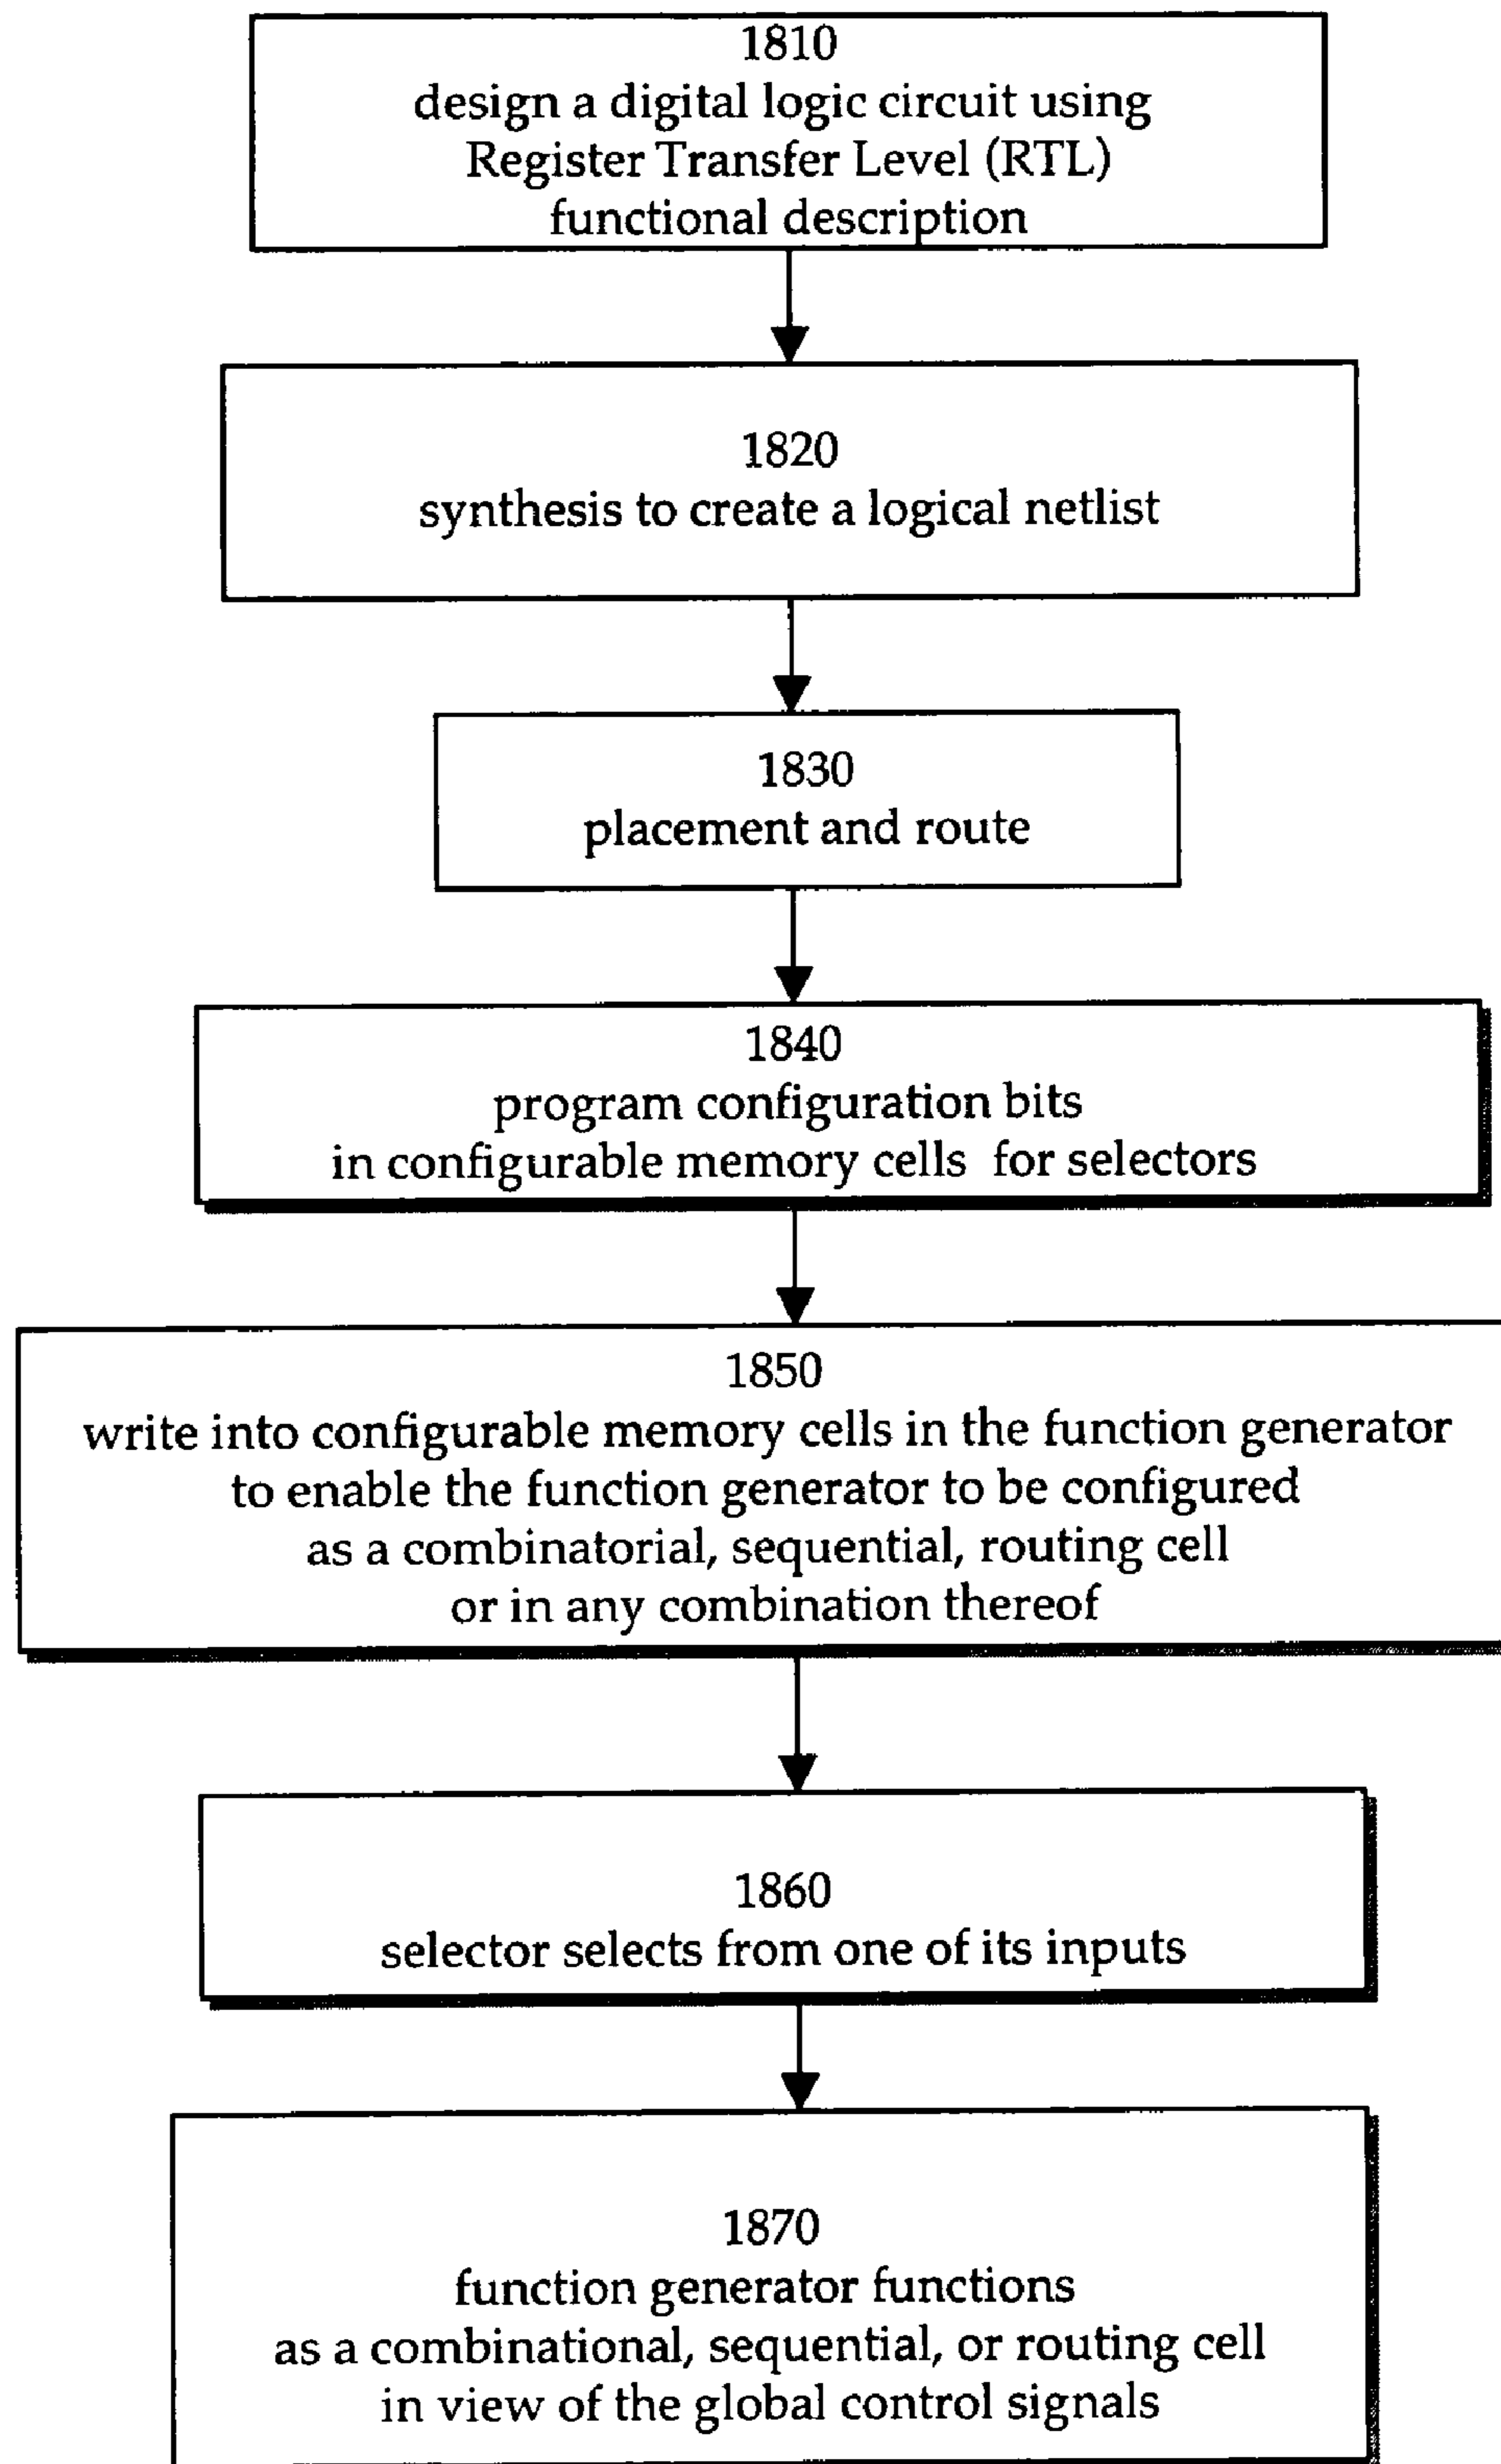 1810
design a digital logic circuit using
Register Transfer Level (RTL)
functional description
1820
synthesis to create a logical netlist
1830
placement and route
1840
program configuration bits
in configurable memory cells for selectors
1850
write into configurable memory cells in the function generator
to enable the function generator to be configured
as a combinatorial, sequential, routing cell
or in any combination thereof
1860
selector selects from one of its inputs
1870
function generator functions
as a combinational, sequential, or routing cell
in view of the global control signals